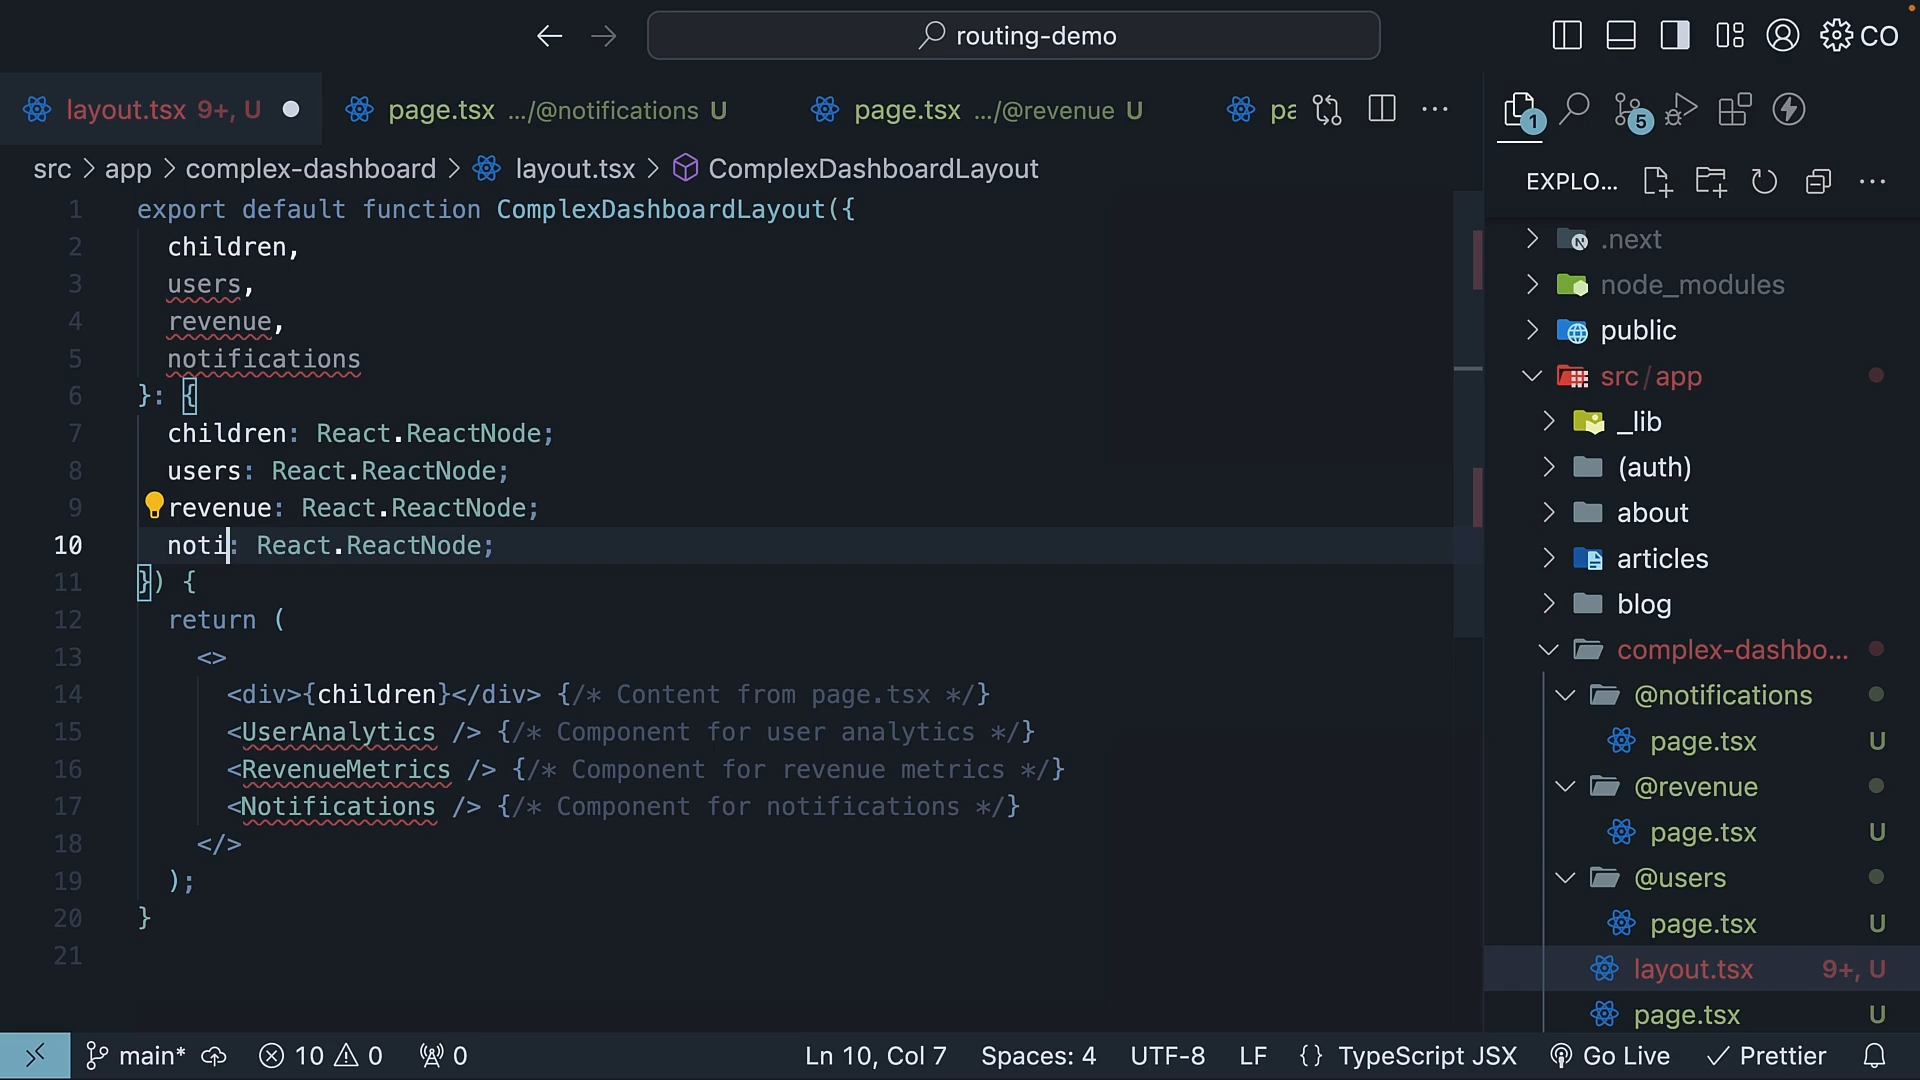 routing-demo
CO
layout.tsx 9+, U
page.tsx .../@notifications U
page.tsx .../@revenue U
pa
1
5
src > app > complex-dashboard > layout.tsx > ComplexDashboardLayout
EXPLO...
1 export default function ComplexDashboardLayout({
2 children,
3 users,
4 revenue,
5 notifications
6 }: {
7 children: React.ReactNode;
8 users: React.ReactNode;
9 revenue: React.ReactNode;
10 noti: React.ReactNode;
11 }) {
12 return (
13 <>
14 <div>{children}</div> {/* Content from page.tsx */}
15 <UserAnalytics /> {/* Component for user analytics */}
16 <RevenueMetrics /> {/* Component for revenue metrics */}
17 <Notifications /> {/* Component for notifications */}
18 </>
19 );
20 }
21
.next
node_modules
public
src/app
_lib
(auth)
about
articles
blog
complex-dashbo...
@notifications
page.tsx U
@revenue
page.tsx U
@users
page.tsx U
layout.tsx 9+, U
page.tsx U
main* 10 0 0 Ln 10, Col 7 Spaces: 4 UTF-8 LF {} TypeScript JSX Go Live Prettier